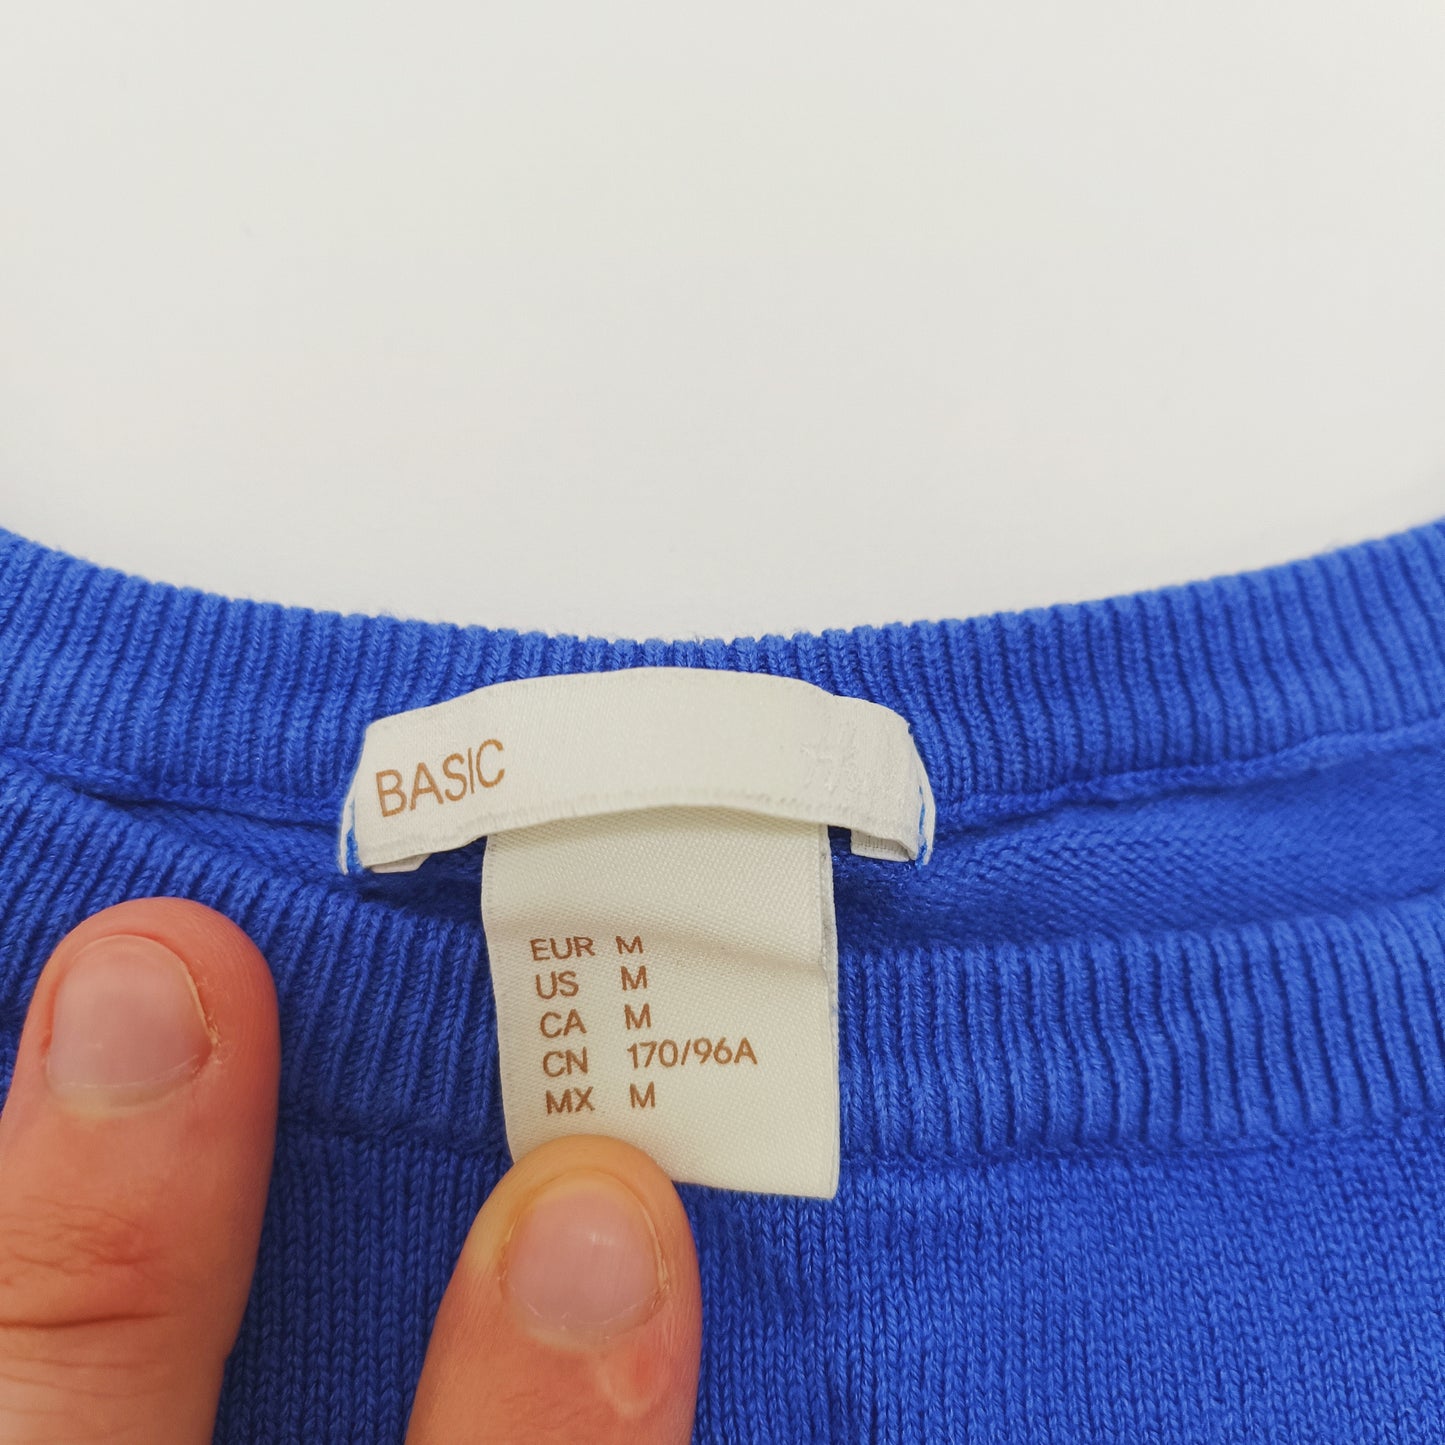 BASIC
EUR M
US M
CA M
CN 170/96A
MX M